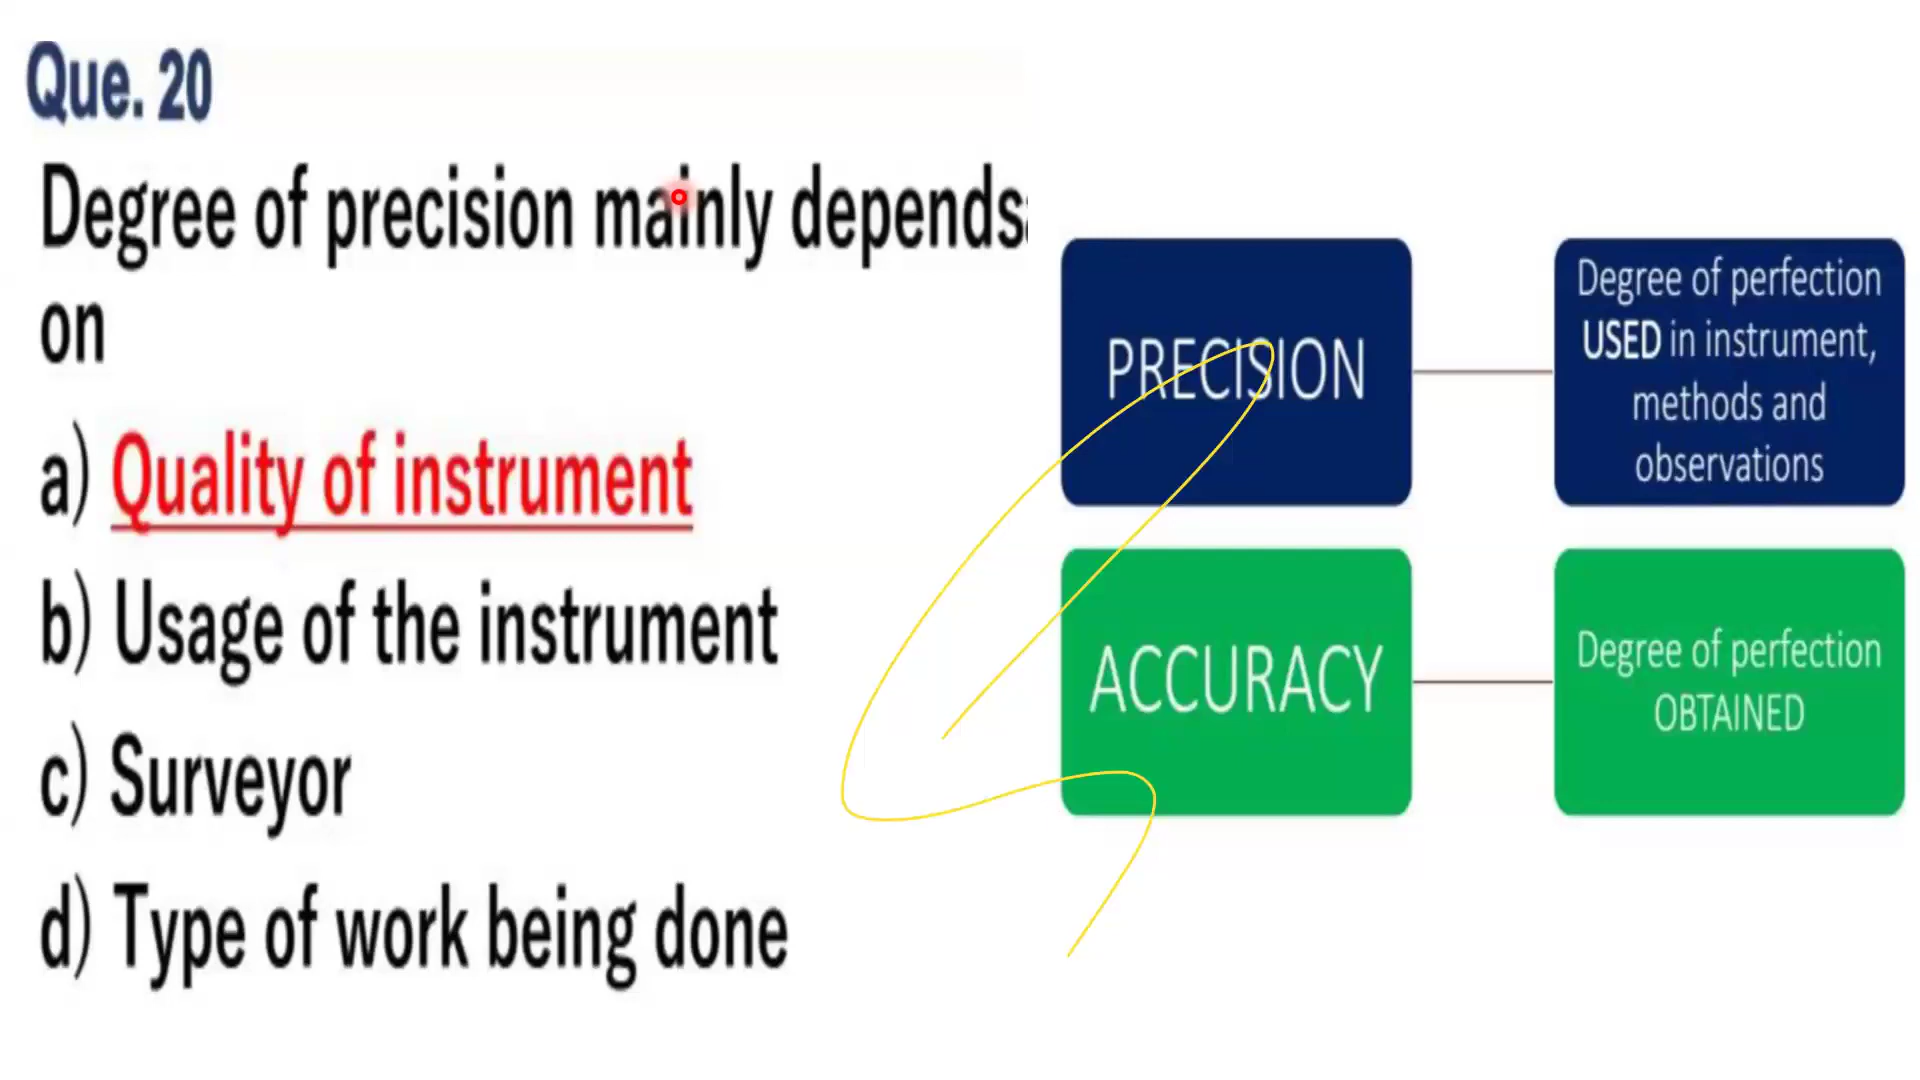 Que. 20
Degree of precision mainly depends
on
a) Quality of instrument
b) Usage of the instrument
c) Surveyor
d) Type of work being done
PRECISION
Degree of perfection
USED in instrument,
methods and
observations
ACCURACY
Degree of perfection
OBTAINED